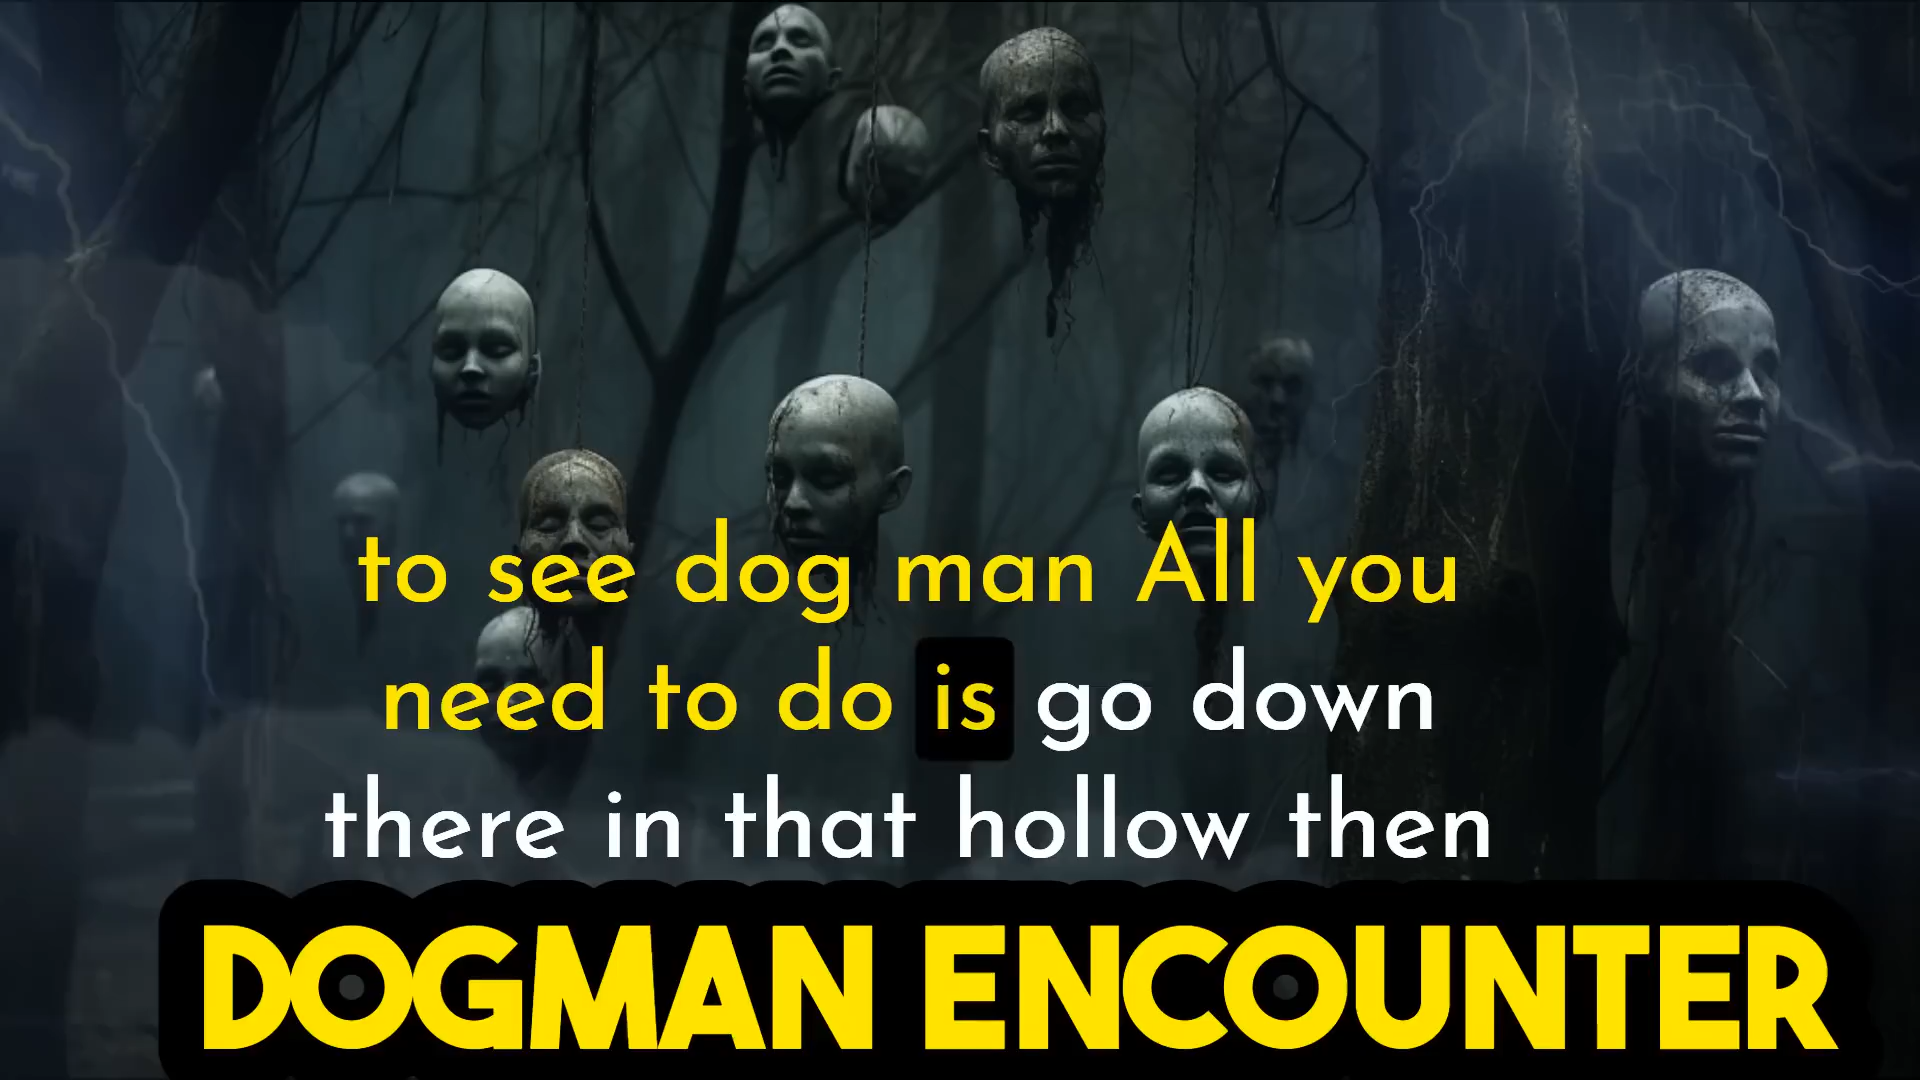 to see dog man All you
need to do is go down
there in that hollow then
DOGMAN ENCOUNTER